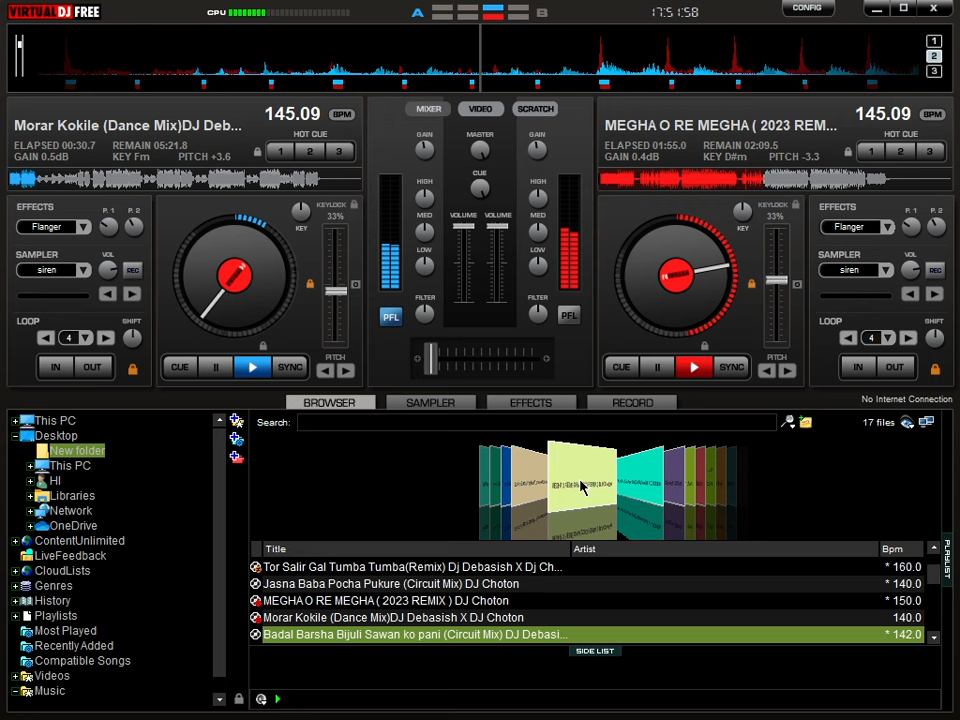 VIRTUAL DJ FREE
CPU
A
B
17:51:58
CONFIG
1
2
3
145.09 BPM
Morar Kokile (Dance Mix)DJ Deb...
HOT CUE
ELAPSED 00:30.7 REMAIN 05:21.8
GAIN 0.5dB KEY Fm PITCH +3.6
1 2 3
MIXER VIDEO SCRATCH
145.09 BPM
MEGHA O RE MEGHA ( 2023 REM...
HOT CUE
ELAPSED 01:55.0 REMAIN 02:09.5
GAIN 0.4dB KEY D#m PITCH -3.3
1 2 3
EFFECTS
P. 1 P. 2
Flanger
SAMPLER
VOL
siren
REC
LOOP
SHIFT
4
IN OUT
KEYLOCK
33%
KEY
CUE
SYNC
PITCH
GAIN
MASTER
GAIN
HIGH
CUE
HIGH
MED
VOLUME VOLUME
MED
LOW
LOW
FILTER
FILTER
PFL
PFL
KEYLOCK
33%
KEY
CUE
SYNC
PITCH
EFFECTS
P. 1 P. 2
Flanger
SAMPLER
VOL
siren
REC
LOOP
SHIFT
4
IN OUT
BROWSER SAMPLER EFFECTS RECORD
No Internet Connection
This PC
Desktop
New folder
This PC
HI
Libraries
Network
OneDrive
ContentUnlimited
LiveFeedback
CloudLists
Genres
History
Playlists
Most Played
Recently Added
Compatible Songs
Videos
Music
Search:
17 files
Title Artist Bpm
Tor Salir Gal Tumba Tumba(Remix) Dj Debasish X Dj Ch... * 160.0
Jasna Baba Pocha Pukure (Circuit Mix) DJ Choton * 140.0
MEGHA O RE MEGHA ( 2023 REMIX ) DJ Choton * 150.0
Morar Kokile (Dance Mix)DJ Debasish X DJ Choton 140.0
Badal Barsha Bijuli Sawan ko pani (Circuit Mix) DJ Debasi... * 142.0
SIDE LIST
PLAYLIST